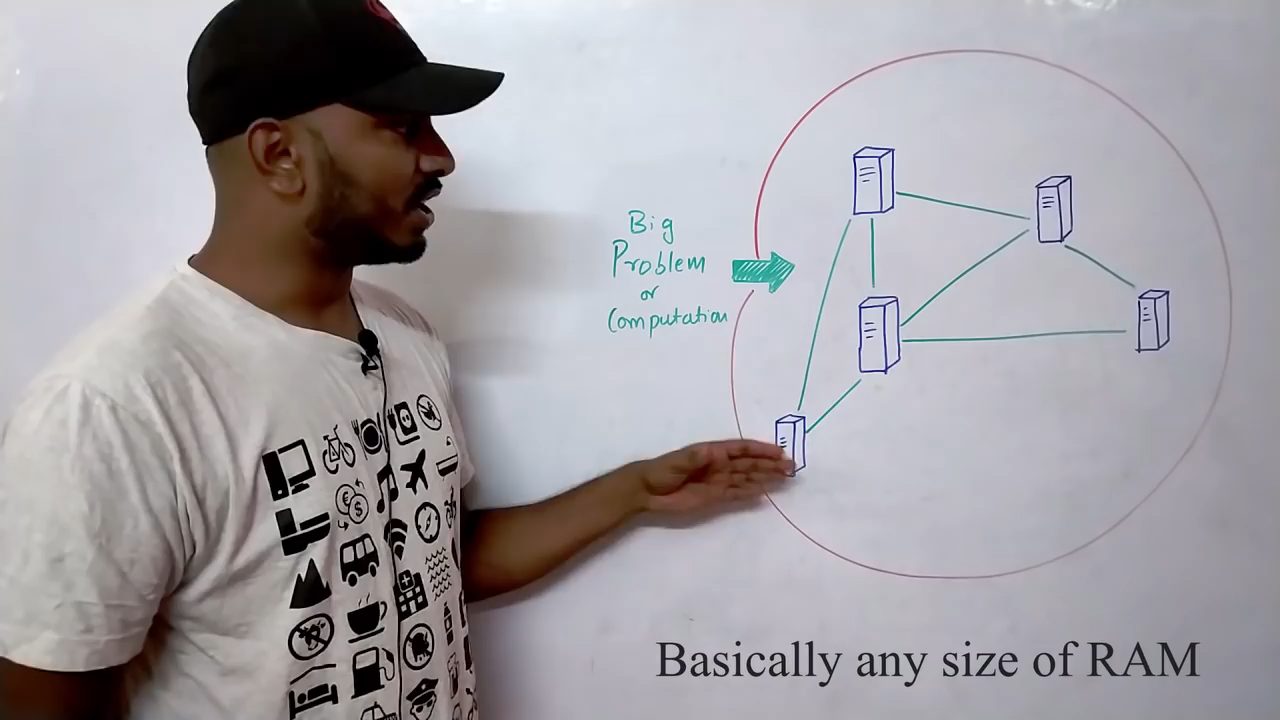 Big
Problem
or
Computation
Basically any size of RAM